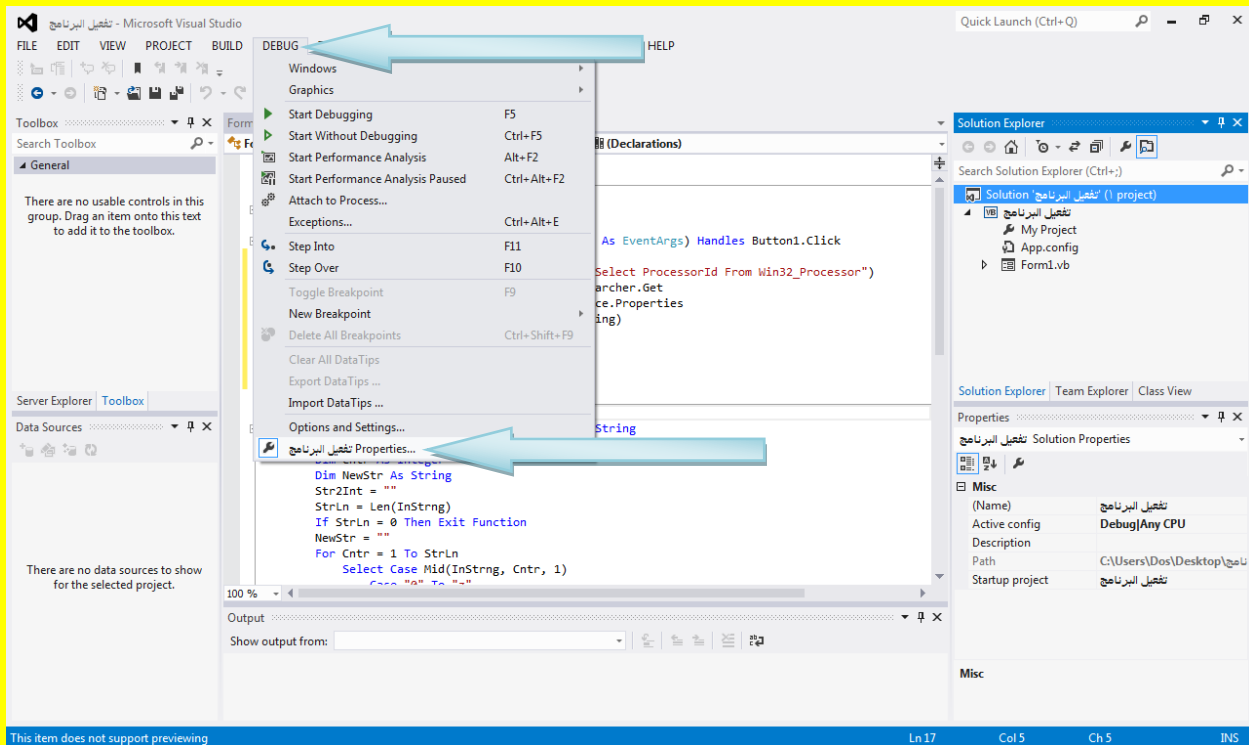 تفعيل البرنامج - Microsoft Visual Studio
Quick Launch (Ctrl+Q)
FILE EDIT VIEW PROJECT BUILD DEBUG HELP
Windows
Graphics
Start Debugging F5
Start Without Debugging Ctrl+F5
Start Performance Analysis Alt+F2
Start Performance Analysis Paused Ctrl+Alt+F2
Attach to Process...
Exceptions... Ctrl+Alt+E
Step Into F11
Step Over F10
Toggle Breakpoint F9
New Breakpoint
Delete All Breakpoints Ctrl+Shift+F9
Clear All DataTips
Export DataTips ...
Import DataTips ...
Options and Settings...
تفعيل البرنامج Properties...
Toolbox
Search Toolbox
General
There are no usable controls in this
group. Drag an item onto this text
to add it to the toolbox.
Server Explorer Toolbox
Data Sources
There are no data sources to show
for the selected project.
Form
(Declarations)
As EventArgs) Handles Button1.Click
Select ProcessorId From Win32_Processor")
archer.Get
ce.Properties
ing)
String
Dim Cntr As Integer
Dim NewStr As String
Str2Int = ""
StrLn = Len(InStrng)
If StrLn = 0 Then Exit Function
NewStr = ""
For Cntr = 1 To StrLn
Select Case Mid(InStrng, Cntr, 1)
Case "0" To "9"
100 %
Output
Show output from:
Solution Explorer
Search Solution Explorer (Ctrl+;)
Solution 'تفعيل البرنامج' (١ project)
تفعيل البرنامج
My Project
App.config
Form1.vb
Solution Explorer Team Explorer Class View
Properties
تفعيل البرنامج Solution Properties
Misc
(Name) تفعيل البرنامج
Active config Debug|Any CPU
Description
Path C:\Users\Dos\Desktop\
Startup project تفعيل البرنامج
Misc
This item does not support previewing Ln 17 Col 5 Ch 5 INS